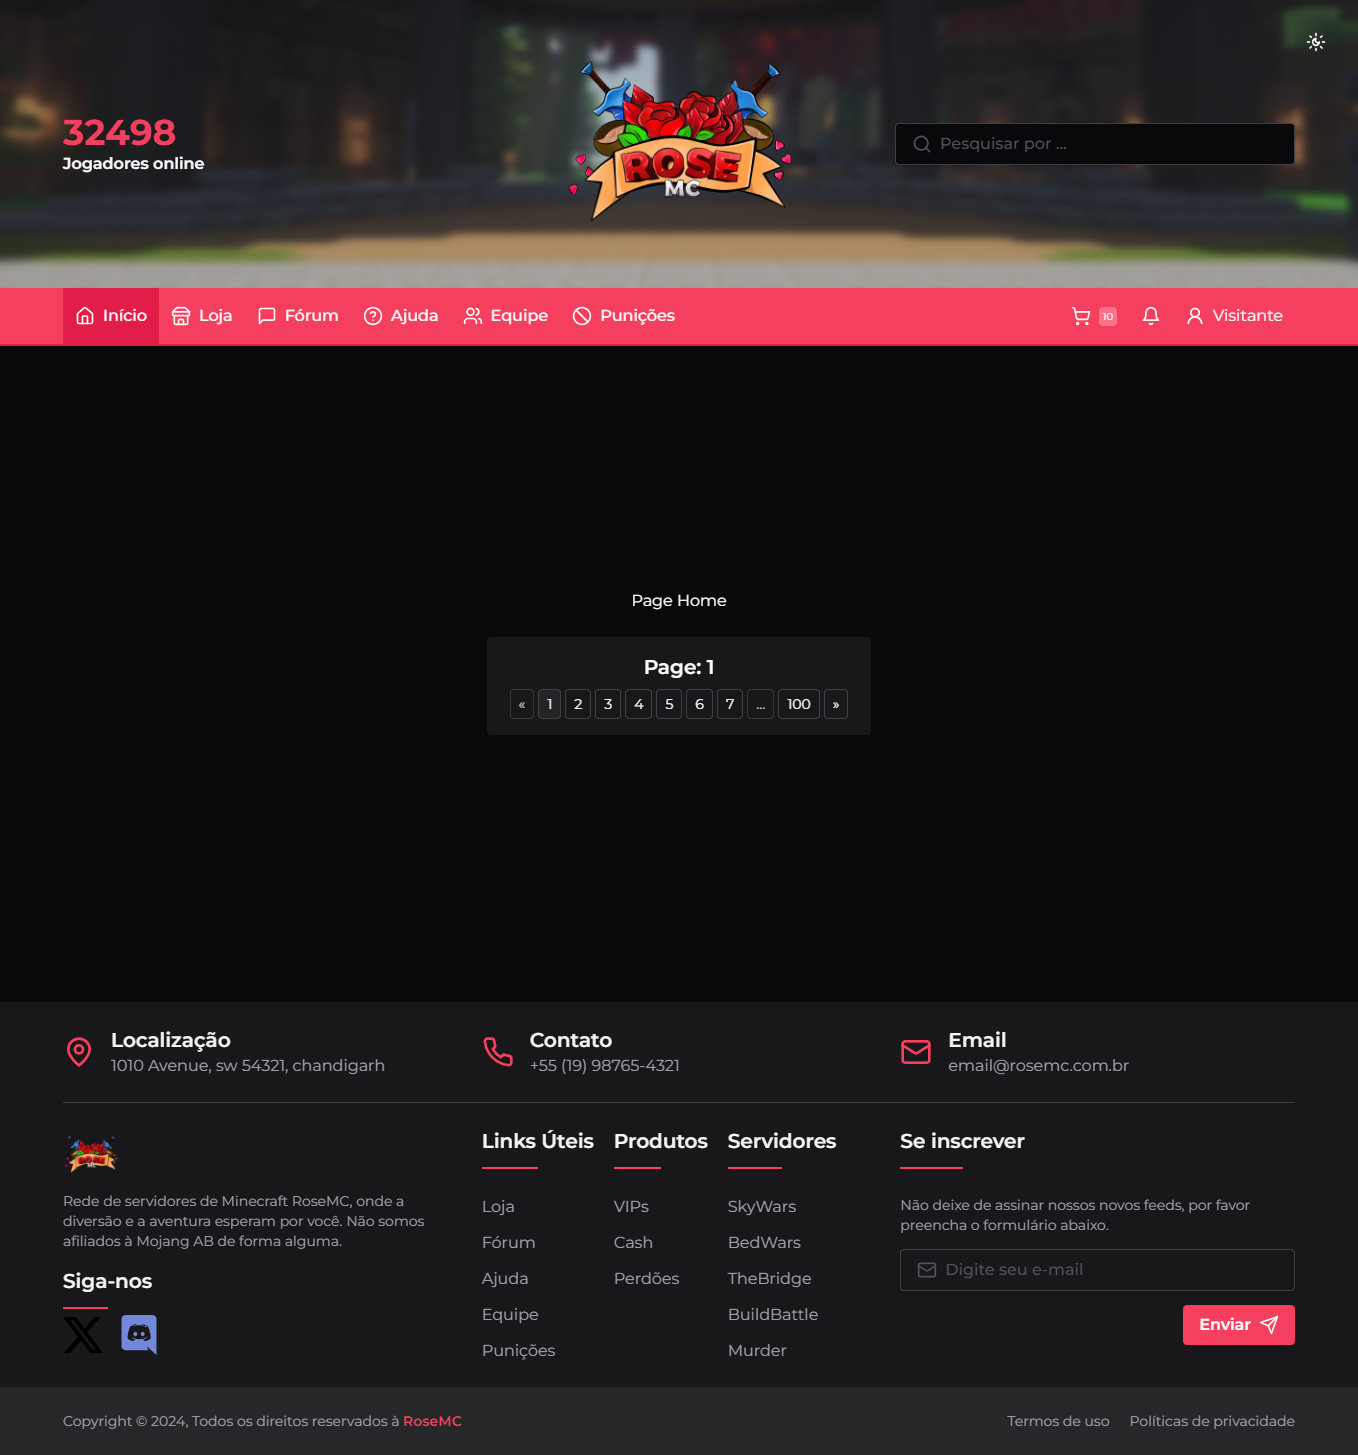 32498
Jogadores online
ROSE
MC
Pesquisar por ...
Início
Loja
Fórum
Ajuda
Equipe
Punições
10
Visitante
Page Home
Page: 1
« 1 2 3 4 5 6 7 ... 100 »
Localização
1010 Avenue, sw 54321, chandigarh
Contato
+55 (19) 98765-4321
Email
email@rosemc.com.br
ROSE
MC
Rede de servidores de Minecraft RoseMC, onde a
diversão e a aventura esperam por você. Não somos
afiliados à Mojang AB de forma alguma.
Siga-nos
Links Úteis
Loja
Fórum
Ajuda
Equipe
Punições
Produtos
VIPs
Cash
Perdões
Servidores
SkyWars
BedWars
TheBridge
BuildBattle
Murder
Se inscrever
Não deixe de assinar nossos novos feeds, por favor
preencha o formulário abaixo.
Digite seu e-mail
Enviar
Copyright © 2024, Todos os direitos reservados à RoseMC
Termos de uso
Políticas de privacidade